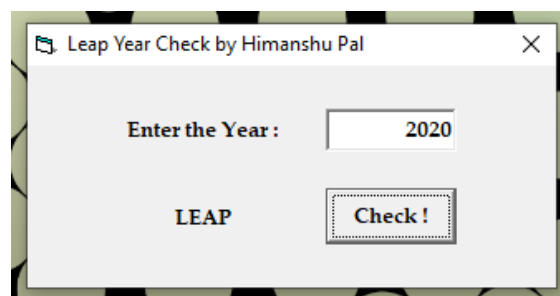 Leap Year Check by Himanshu Pal
Enter the Year :
2020
LEAP
Check !